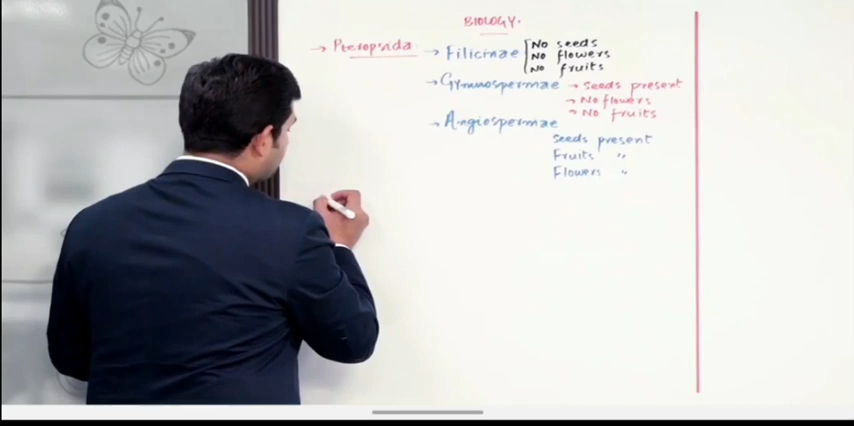 BIOLOGY.
→ Pteropsida → Filicinae [No seeds
No flowers
No fruits
→ Gymnospermae → Seeds present
→ No flowers
→ No fruits
→ Angiospermae
Seeds present
Fruits "
Flowers "